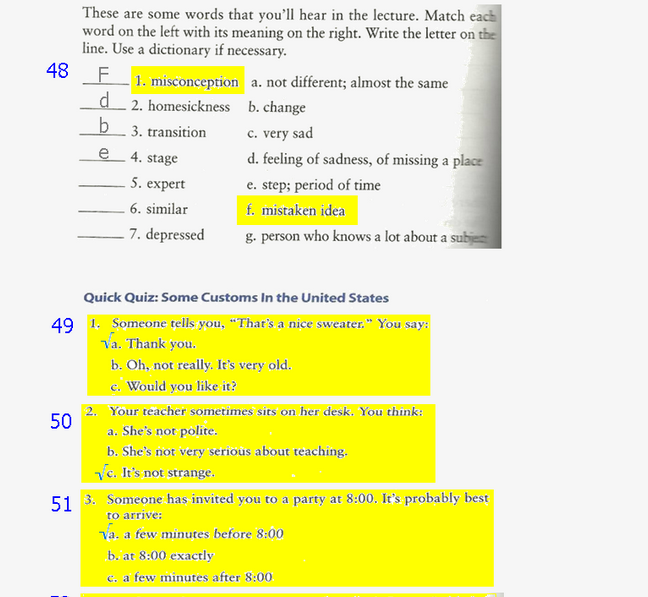 These are some words that you'll hear in the lecture. Match each
word on the left with its meaning on the right. Write the letter on the
line. Use a dictionary if necessary.
48
F 1. misconception a. not different; almost the same
d 2. homesickness b. change
b 3. transition c. very sad
e 4. stage d. feeling of sadness, of missing a place
5. expert e. step; period of time
6. similar f. mistaken idea
7. depressed g. person who knows a lot about a subject
Quick Quiz: Some Customs In the United States
49 1. Someone tells you, “That's a nice sweater.” You say:
√a. Thank you.
b. Oh, not really. It's very old.
c. Would you like it?
50 2. Your teacher sometimes sits on her desk. You think:
a. She's not polite.
b. She's not very serious about teaching.
√c. It's not strange.
51 3. Someone has invited you to a party at 8:00. It's probably best
to arrive:
√a. a few minutes before 8:00
b. at 8:00 exactly
c. a few minutes after 8:00